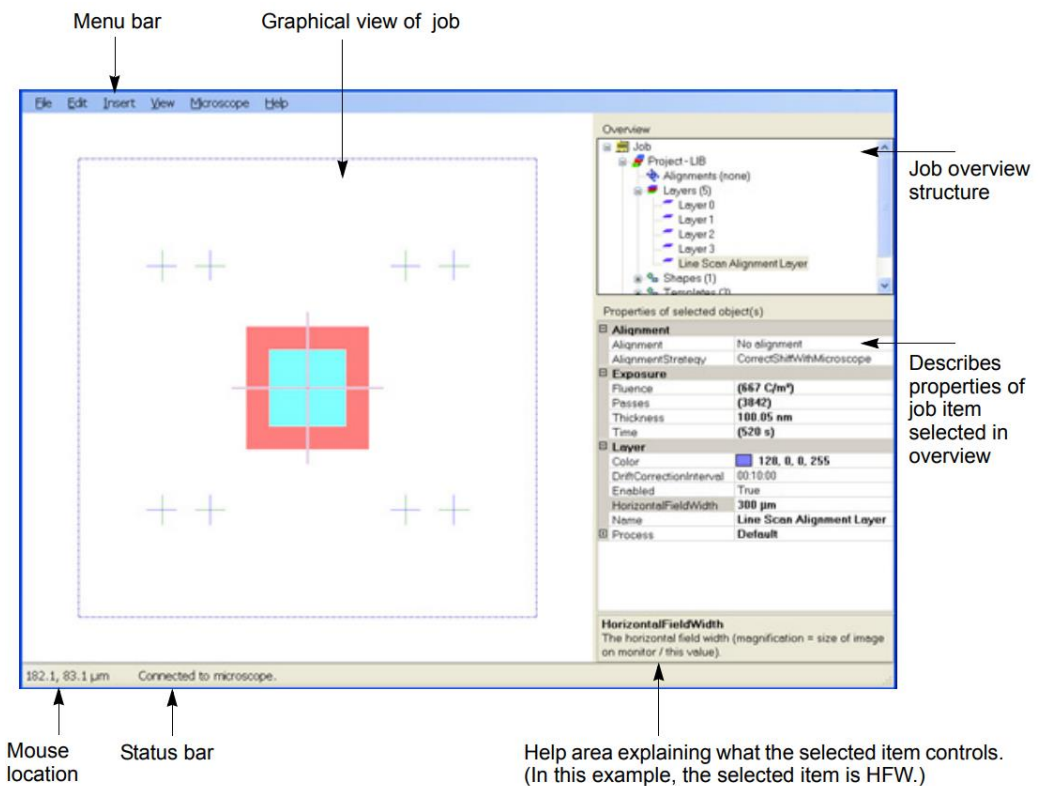 Menu bar
Graphical view of job
File Edit Insert View Microscope Help
Overview
Job
Project - LIB
Alignments (none)
Layers (5)
Layer 0
Layer 1
Layer 2
Layer 3
Line Scan Alignment Layer
Shapes (1)
Templates (3)
Job overview
structure
Properties of selected object(s)
Alignment
Alignment No alignment
AlignmentStrategy CorrectShiftWithMicroscope
Exposure
Fluence (667 C/m²)
Passes (3842)
Thickness 100.05 nm
Time (520 s)
Layer
Color 128, 0, 0, 255
DriftCorrectionInterval 00:10:00
Enabled True
HorizontalFieldWidth 300 µm
Name Line Scan Alignment Layer
Process Default
Describes
properties of
job item
selected in
overview
HorizontalFieldWidth
The horizontal field width (magnification = size of image
on monitor / this value).
182.1, 83.1 µm Connected to microscope.
Mouse
location
Status bar
Help area explaining what the selected item controls.
(In this example, the selected item is HFW.)